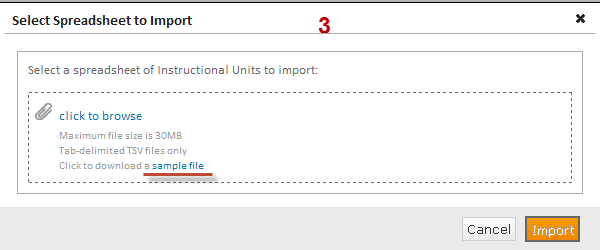 Select Spreadsheet to Import
3
Select a spreadsheet of Instructional Units to import:
click to browse
Maximum file size is 30MB
Tab-delimited TSV files only
Click to download a sample file
Cancel Import